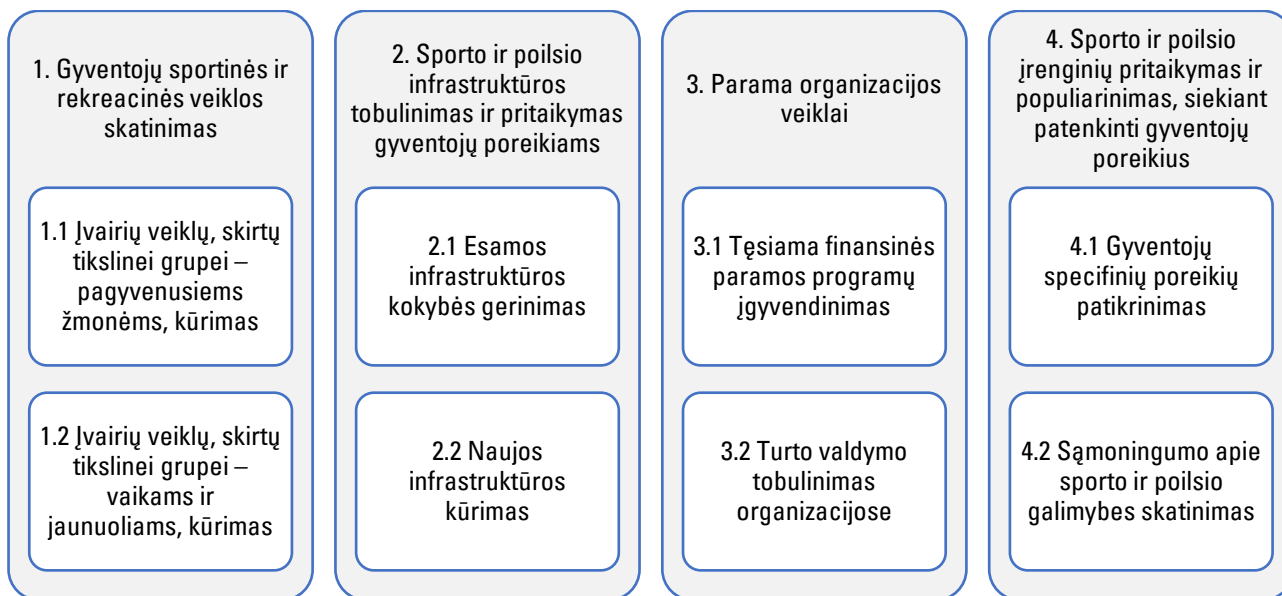 1. Gyventojų sportinės ir
rekreacinės veiklos
skatinimas
1.1 Įvairių veiklų, skirtų
tikslinei grupei –
pagyvenusiems
žmonėms, kūrimas
1.2 Įvairių veiklų, skirtų
tikslinei grupei –
vaikams ir
jaunuoliams, kūrimas
2. Sporto ir poilsio
infrastruktūros
tobulinimas ir pritaikymas
gyventojų poreikiams
2.1 Esamos
infrastruktūros
kokybės gerinimas
2.2 Naujos
infrastruktūros
kūrimas
3. Parama organizacijos
veiklai
3.1 Tęsiama finansinės
paramos programų
įgyvendinimas
3.2 Turto valdymo
tobulinimas
organizacijose
4. Sporto ir poilsio
įrenginių pritaikymas ir
populiarinimas, siekiant
patenkinti gyventojų
poreikius
4.1 Gyventojų
specifinių poreikių
patikrinimas
4.2 Sąmoningumo apie
sporto ir poilsio
galimybes skatinimas